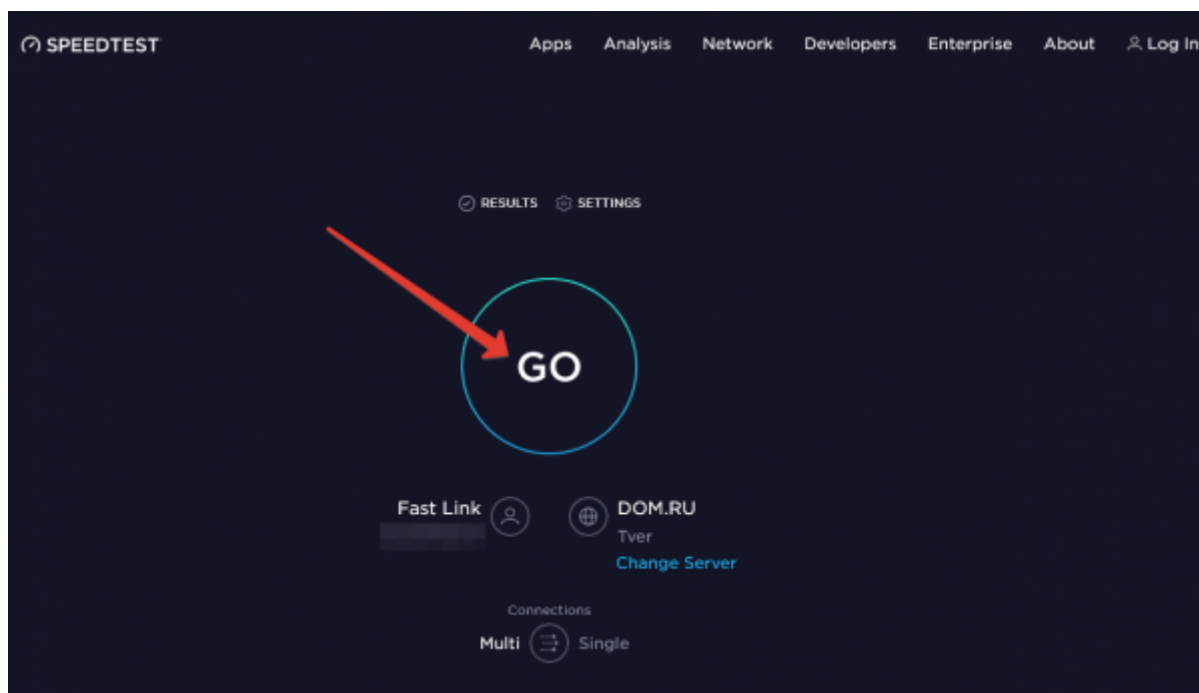 SPEEDTEST Apps Analysis Network Developers Enterprise About Log In
RESULTS SETTINGS
GO
Fast Link
DOM.RU
Tver
Change Server
Connections
Multi Single